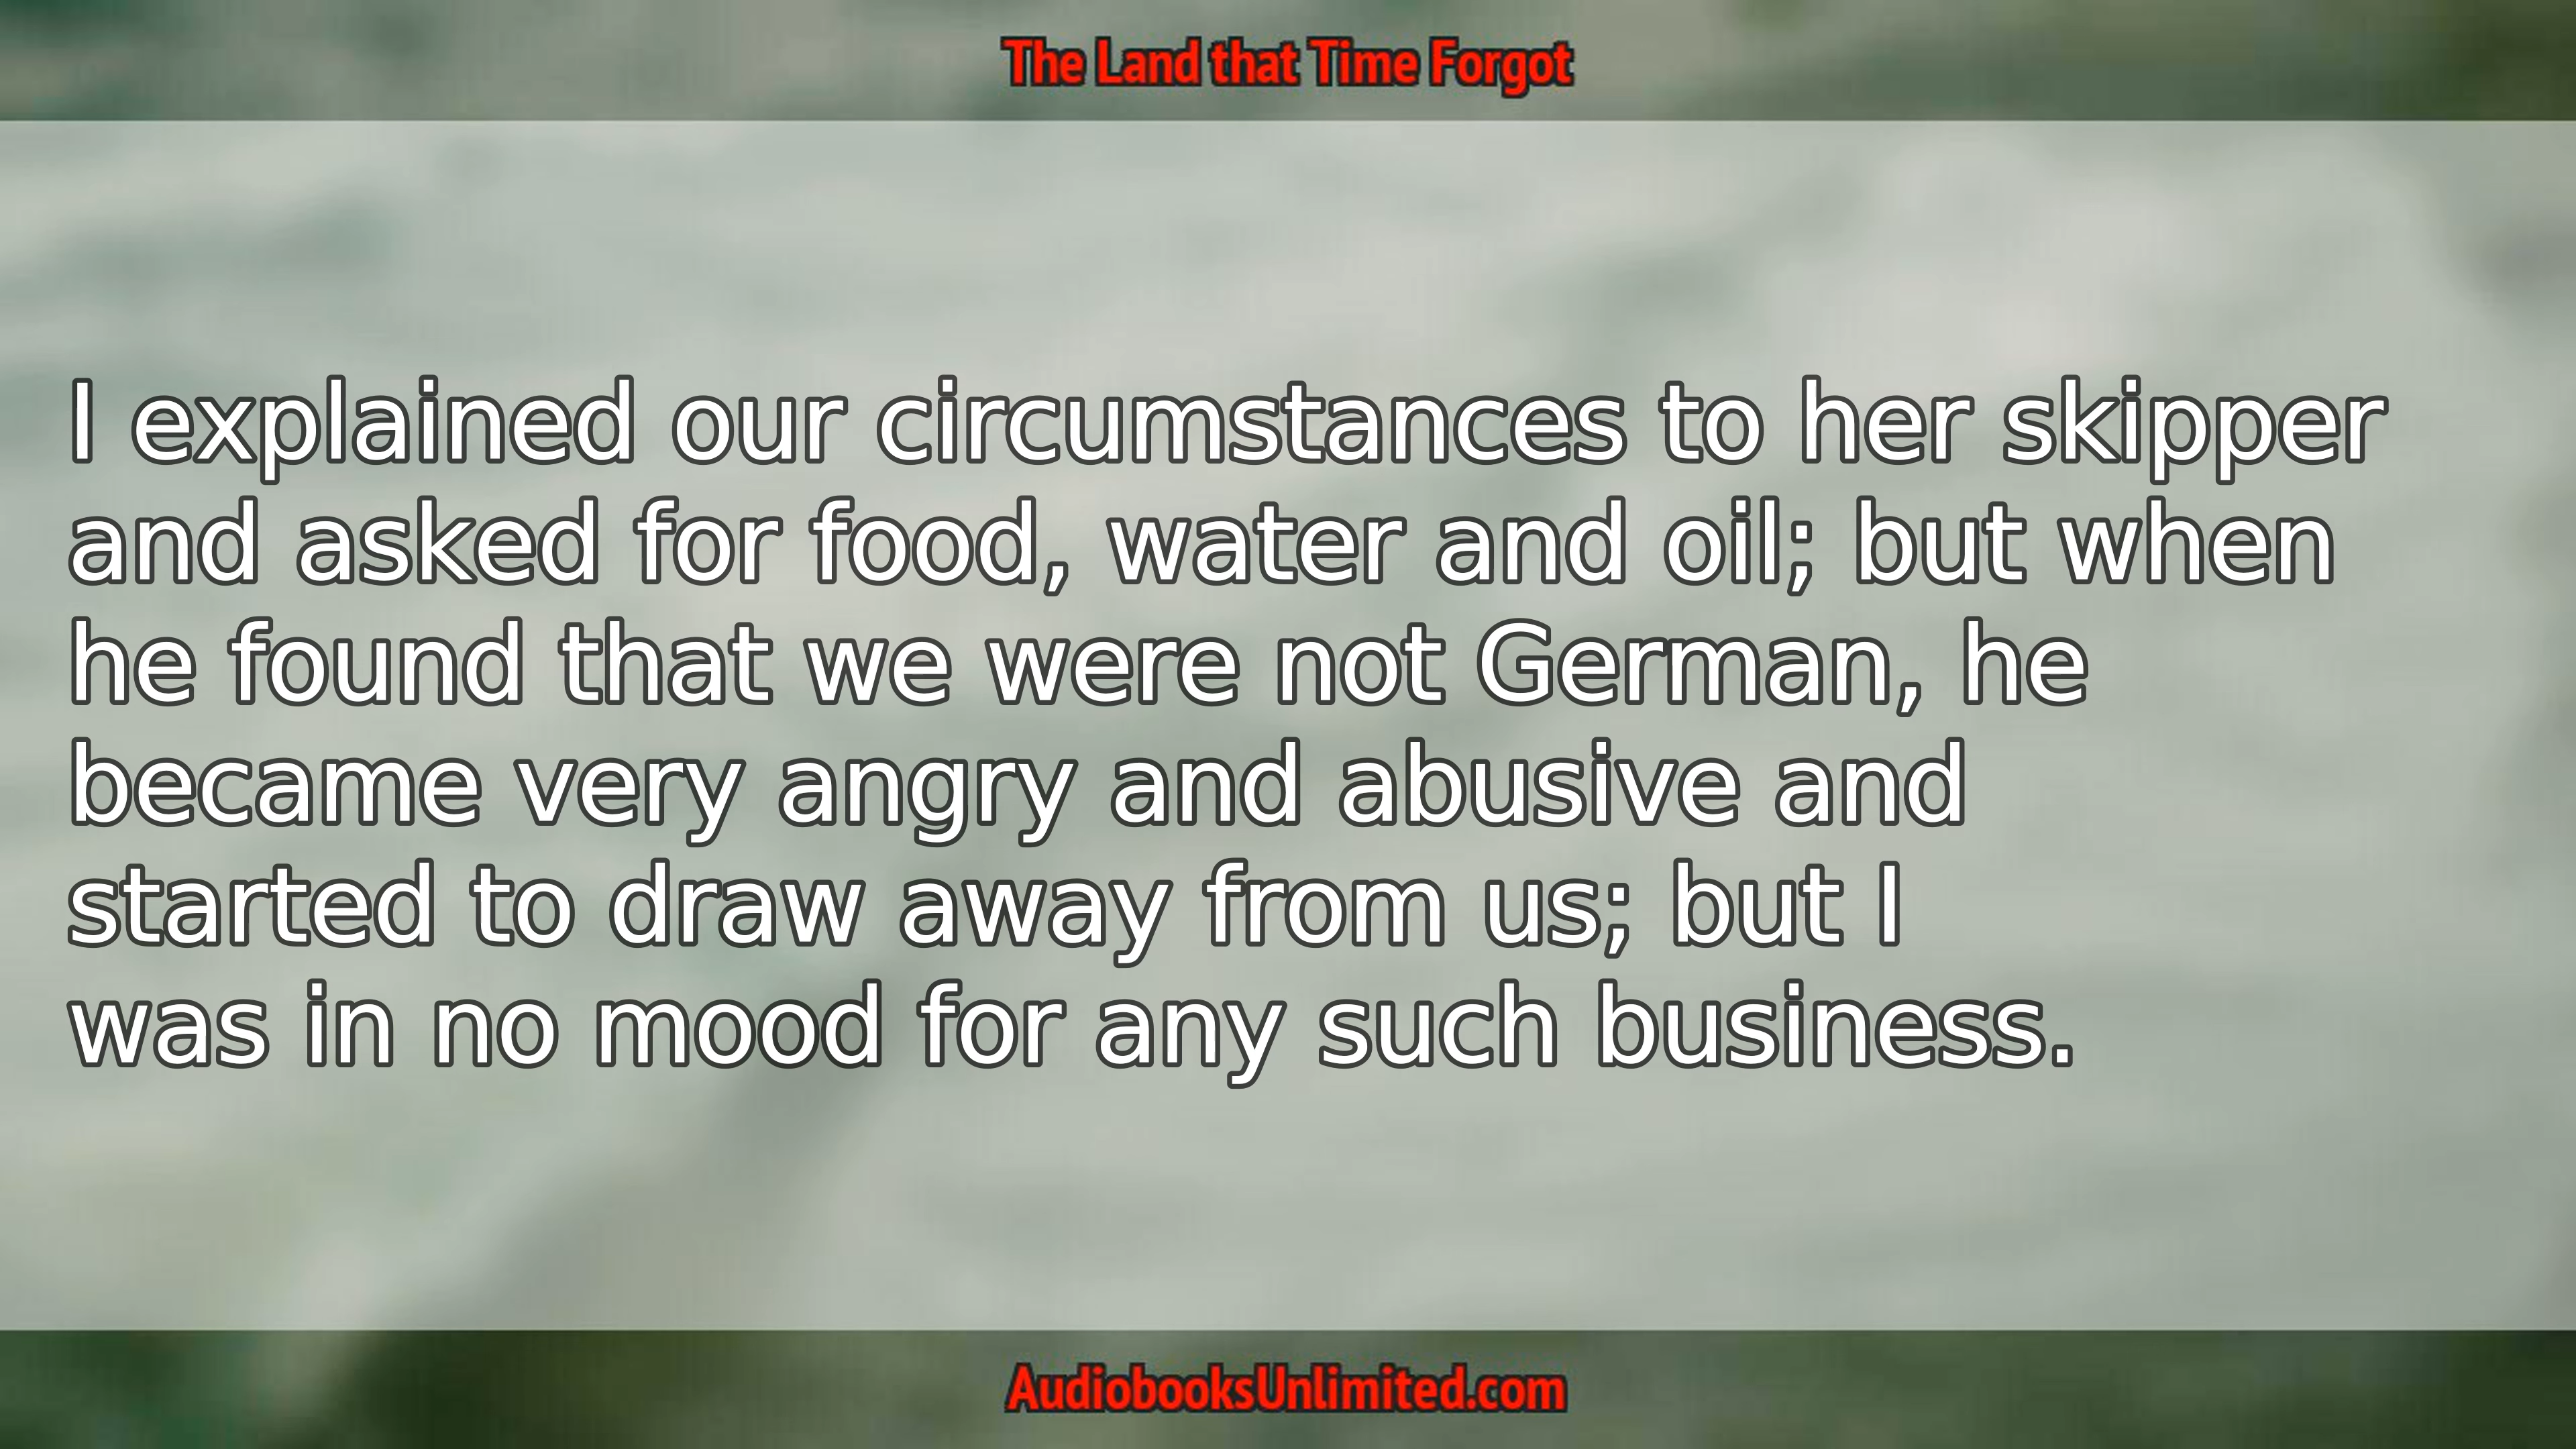 The Land that Time Forgot
I explained our circumstances to her skipper
and asked for food, water and oil; but when
he found that we were not German, he
became very angry and abusive and
started to draw away from us; but I
was in no mood for any such business.
AudiobooksUnlimited.com